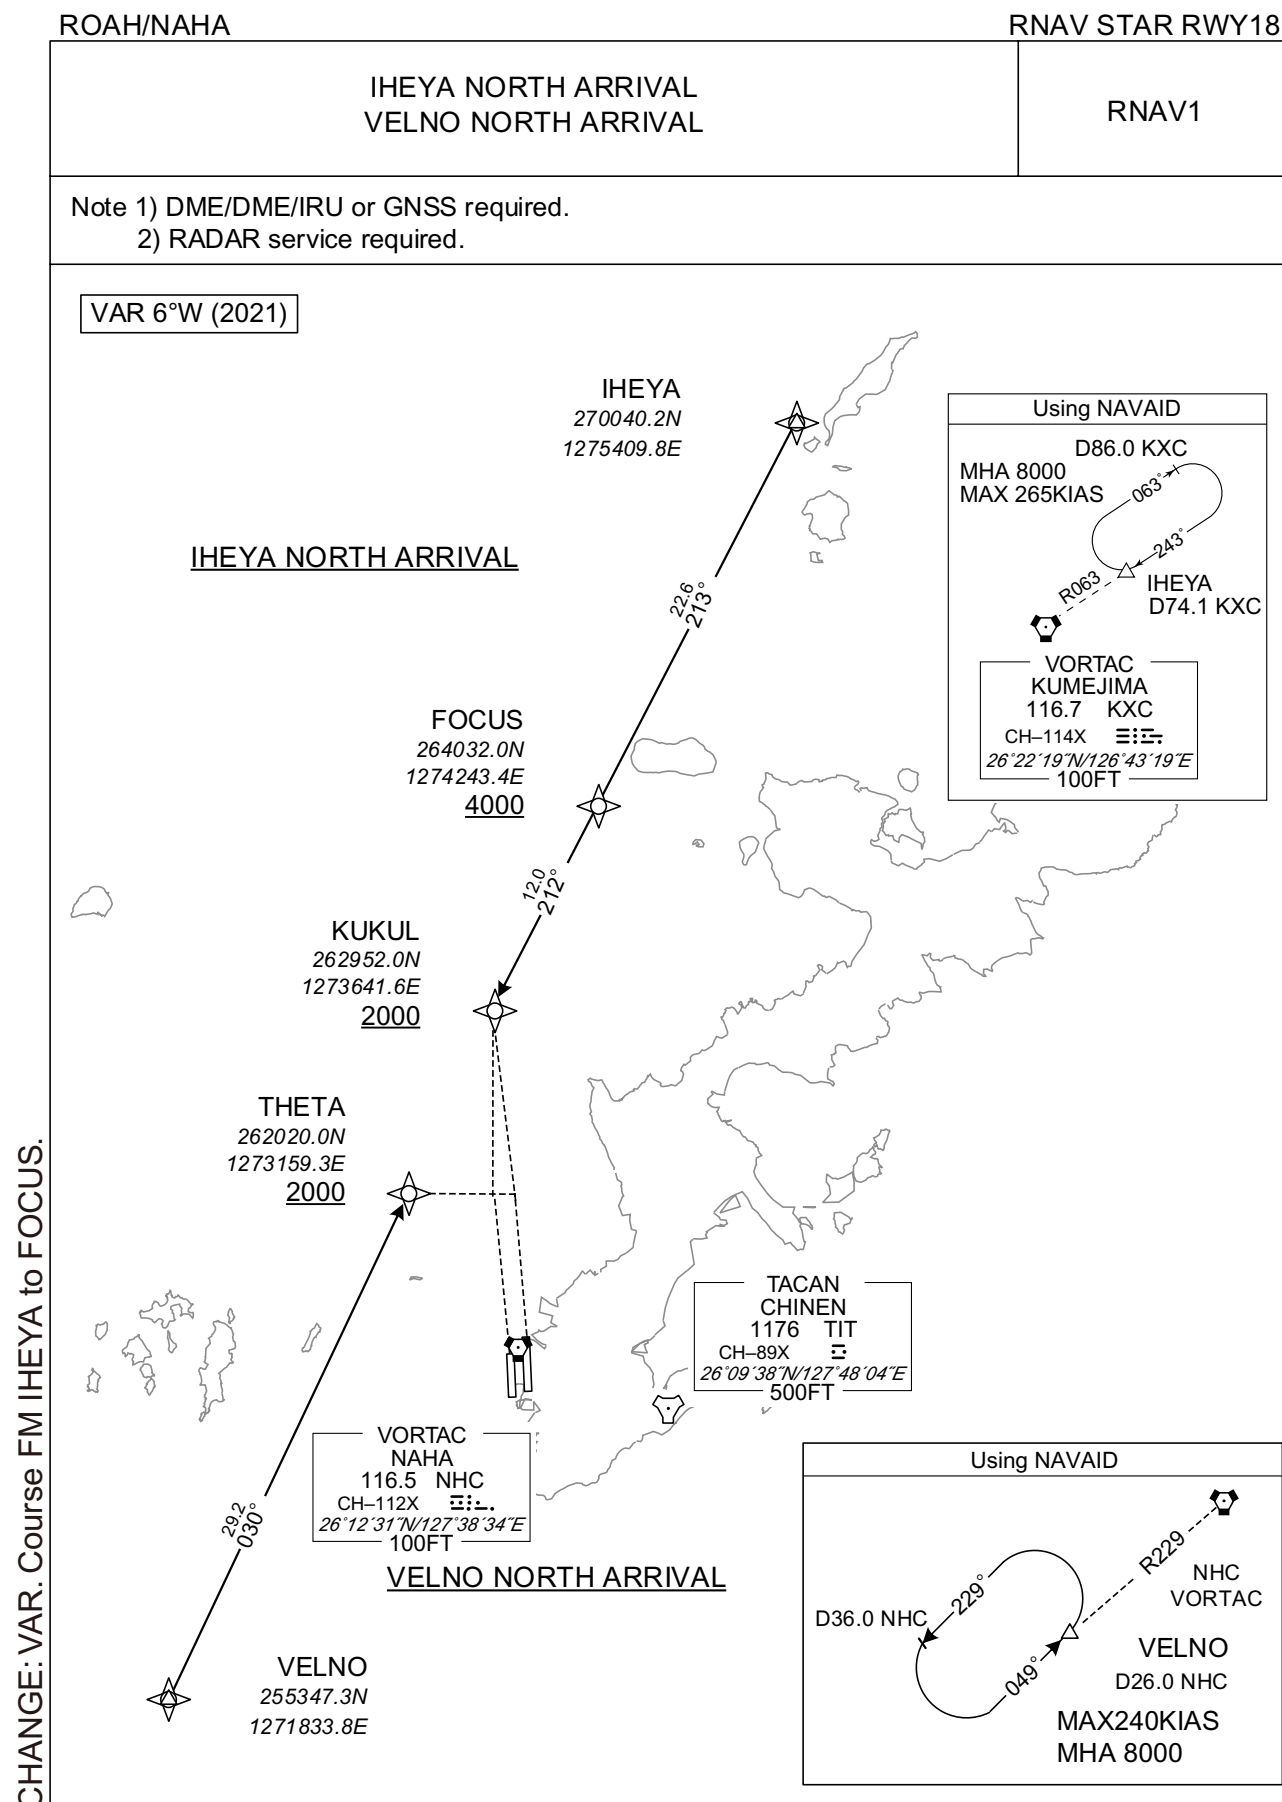 ROAH/NAHA
RNAV STAR RWY18
IHEYA NORTH ARRIVAL
VELNO NORTH ARRIVAL
RNAV1
Note 1) DME/DME/IRU or GNSS required.
2) RADAR service required.
VAR 6°W (2021)
IHEYA
270040.2N
1275409.8E
IHEYA NORTH ARRIVAL
22.6
213°
Using NAVAID
D86.0 KXC
MHA 8000
MAX 265KIAS
063°
243°
R063
IHEYA
D74.1 KXC
VORTAC
KUMEJIMA
116.7 KXC
CH–114X
26°22´19˝N/126°43´19˝E
100FT
FOCUS
264032.0N
1274243.4E
4000
12.0
212°
KUKUL
262952.0N
1273641.6E
2000
THETA
262020.0N
1273159.3E
2000
TACAN
CHINEN
1176 TIT
CH–89X
26°09´38˝N/127°48´04˝E
500FT
VORTAC
NAHA
116.5 NHC
CH–112X
26°12´31˝N/127°38´34˝E
100FT
29.2
030°
VELNO NORTH ARRIVAL
VELNO
255347.3N
1271833.8E
Using NAVAID
R229
NHC
VORTAC
229°
D36.0 NHC
049°
VELNO
D26.0 NHC
MAX240KIAS
MHA 8000
CHANGE: VAR. Course FM IHEYA to FOCUS.